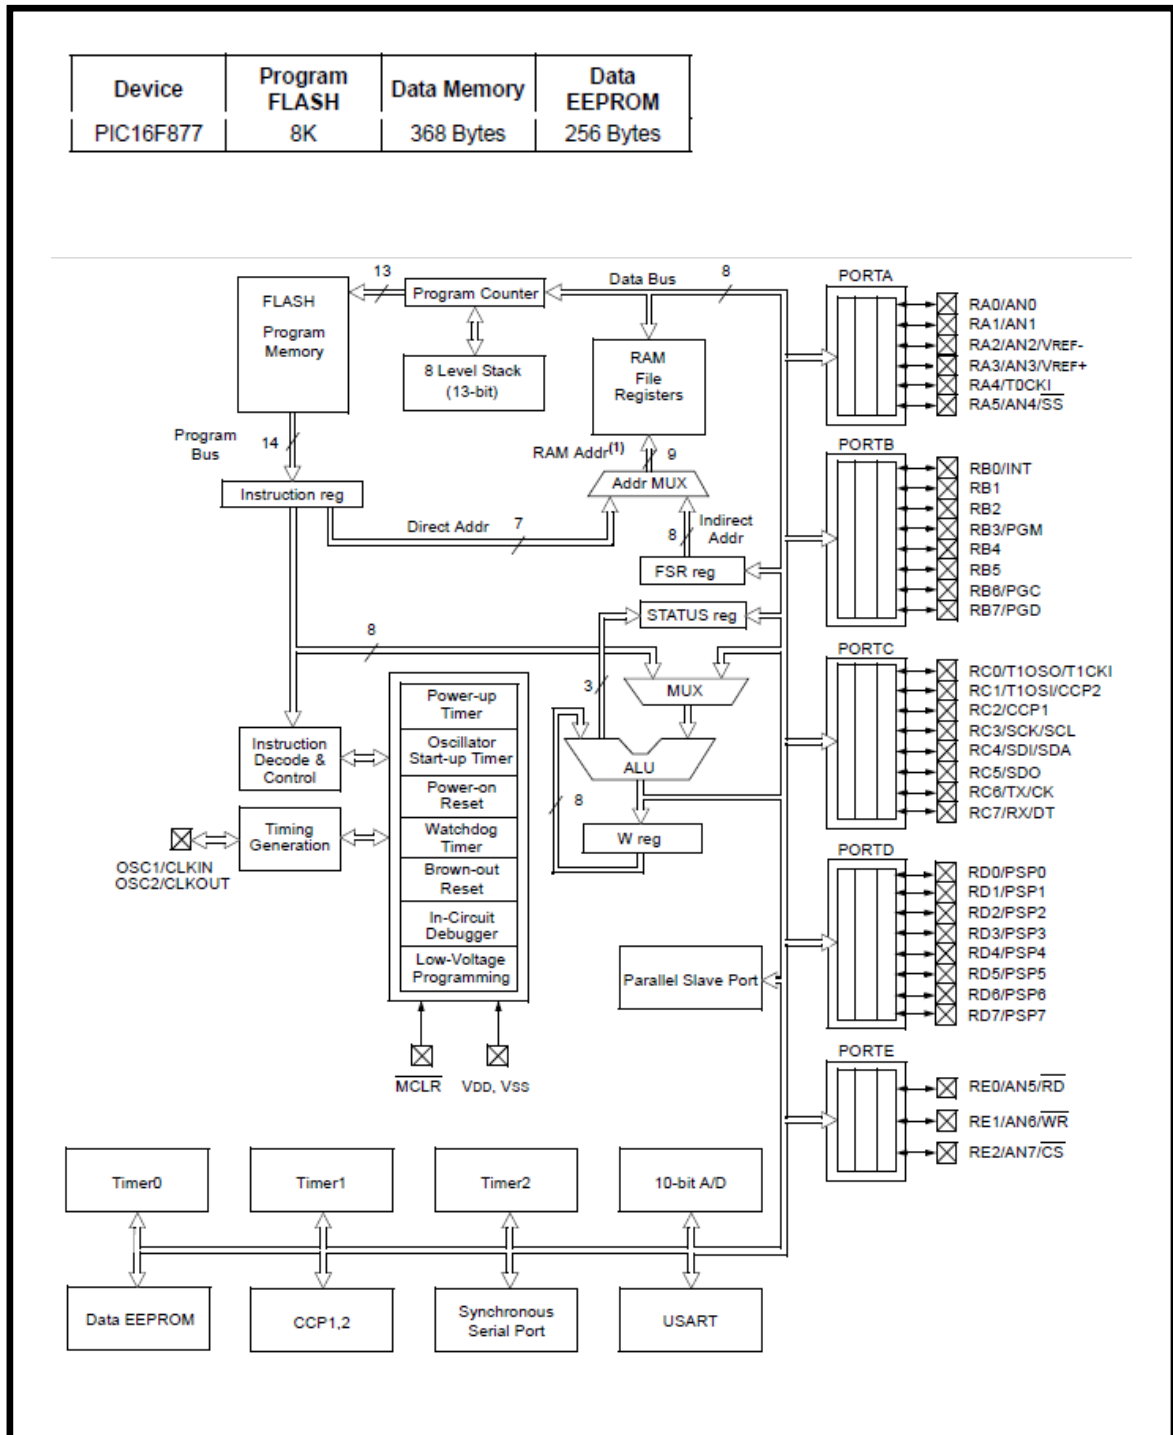 Device
Program
FLASH
Data Memory
Data
EEPROM
PIC16F877
8K
368 Bytes
256 Bytes
13
Program Counter
Data Bus
8
PORTA
FLASH
Program
Memory
8 Level Stack
(13-bit)
RAM
File
Registers
RA0/AN0
RA1/AN1
RA2/AN2/VREF-
RA3/AN3/VREF+
RA4/T0CKI
RA5/AN4/SS
Program
Bus
14
RAM Addr(1)
9
PORTB
Instruction reg
Addr MUX
RB0/INT
RB1
RB2
RB3/PGM
RB4
RB5
RB6/PGC
RB7/PGD
Direct Addr
7
8
Indirect
Addr
FSR reg
STATUS reg
8
3
MUX
PORTC
RC0/T1OSO/T1CKI
RC1/T1OSI/CCP2
RC2/CCP1
RC3/SCK/SCL
RC4/SDI/SDA
RC5/SDO
RC6/TX/CK
RC7/RX/DT
Power-up
Timer
Instruction
Decode &
Control
Oscillator
Start-up Timer
ALU
Power-on
Reset
8
Timing
Generation
Watchdog
Timer
W reg
OSC1/CLKIN
OSC2/CLKOUT
Brown-out
Reset
In-Circuit
Debugger
Low-Voltage
Programming
PORTD
RD0/PSP0
RD1/PSP1
RD2/PSP2
RD3/PSP3
RD4/PSP4
RD5/PSP5
RD6/PSP6
RD7/PSP7
Parallel Slave Port
MCLR
VDD, VSS
PORTE
RE0/AN5/RD
RE1/AN6/WR
RE2/AN7/CS
Timer0
Timer1
Timer2
10-bit A/D
Data EEPROM
CCP1,2
Synchronous
Serial Port
USART